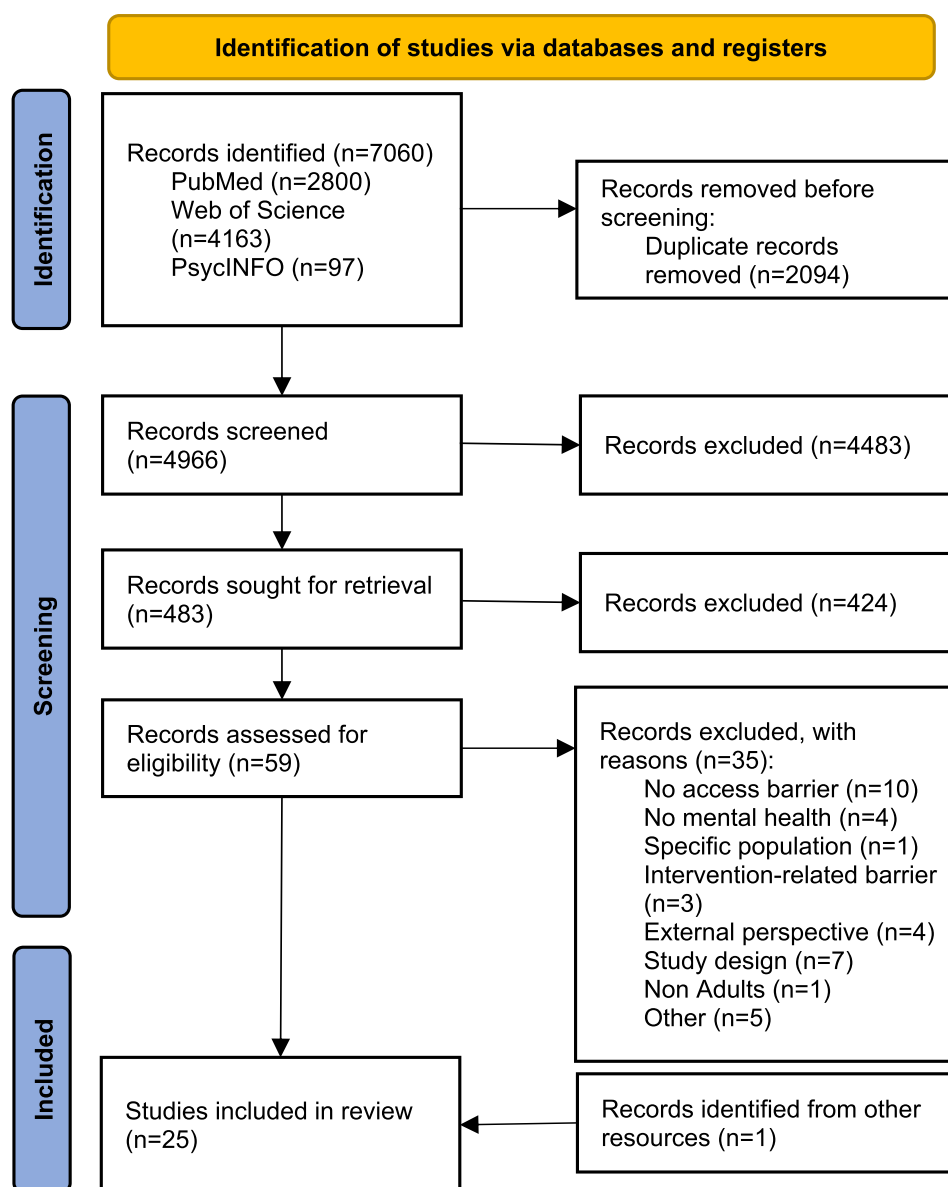 Identification of studies via databases and registers
Identification
Records identified (n=7060)
PubMed (n=2800)
Web of Science
(n=4163)
PsycINFO (n=97)
Records removed before
screening:
Duplicate records
removed (n=2094)
Screening
Records screened
(n=4966)
Records excluded (n=4483)
Records sought for retrieval
(n=483)
Records excluded (n=424)
Records assessed for
eligibility (n=59)
Records excluded, with
reasons (n=35):
No access barrier (n=10)
No mental health (n=4)
Specific population (n=1)
Intervention-related barrier
(n=3)
External perspective (n=4)
Study design (n=7)
Non Adults (n=1)
Other (n=5)
Included
Studies included in review
(n=25)
Records identified from other
resources (n=1)